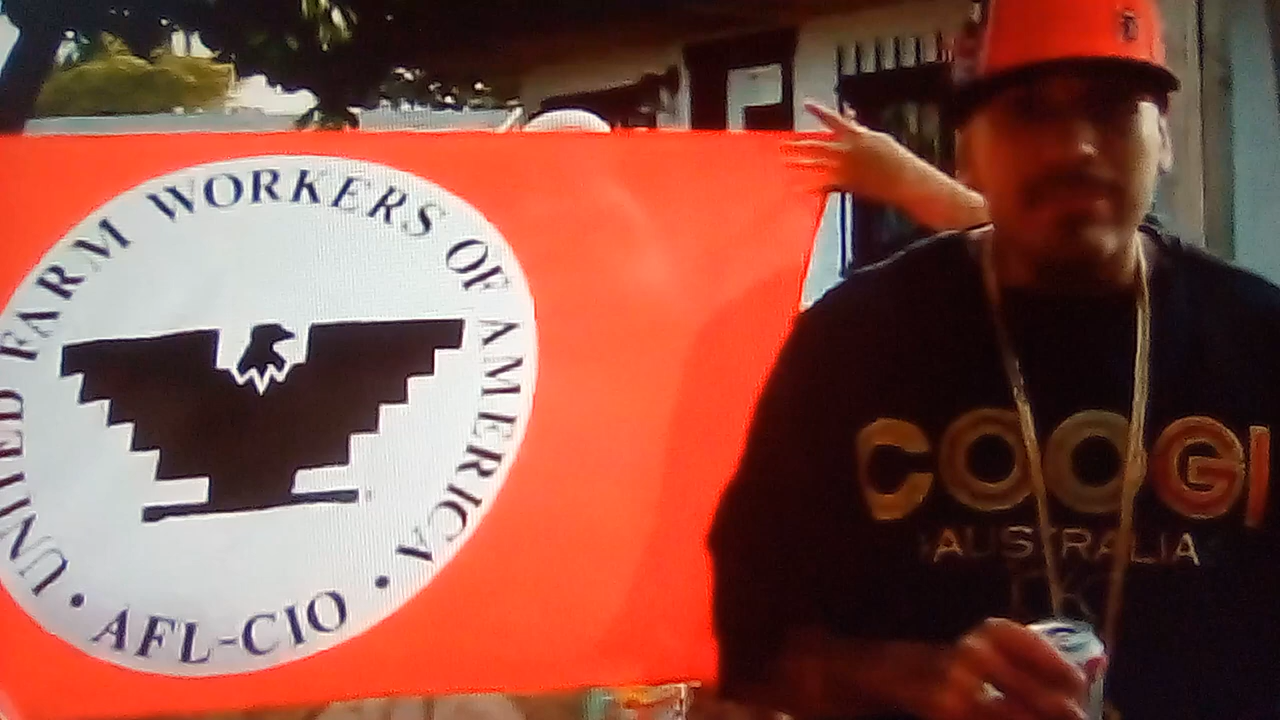 UNITED FARM WORKERS OF AMERICA
• AFL-CIO •
COOGI
AUSTRALIA